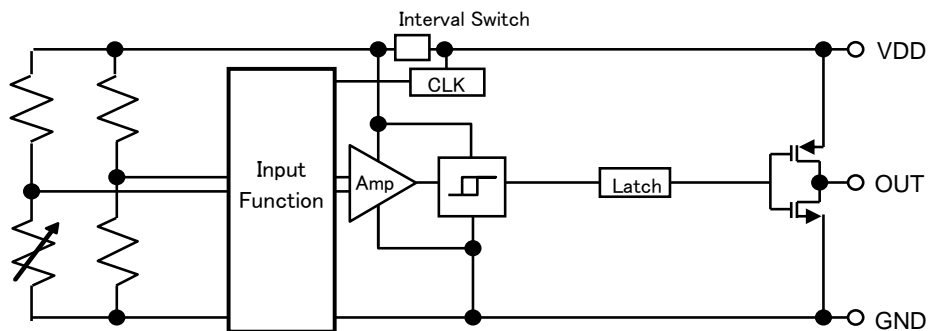 Interval Switch
VDD
CLK
Input
Function
Amp
Latch
OUT
GND